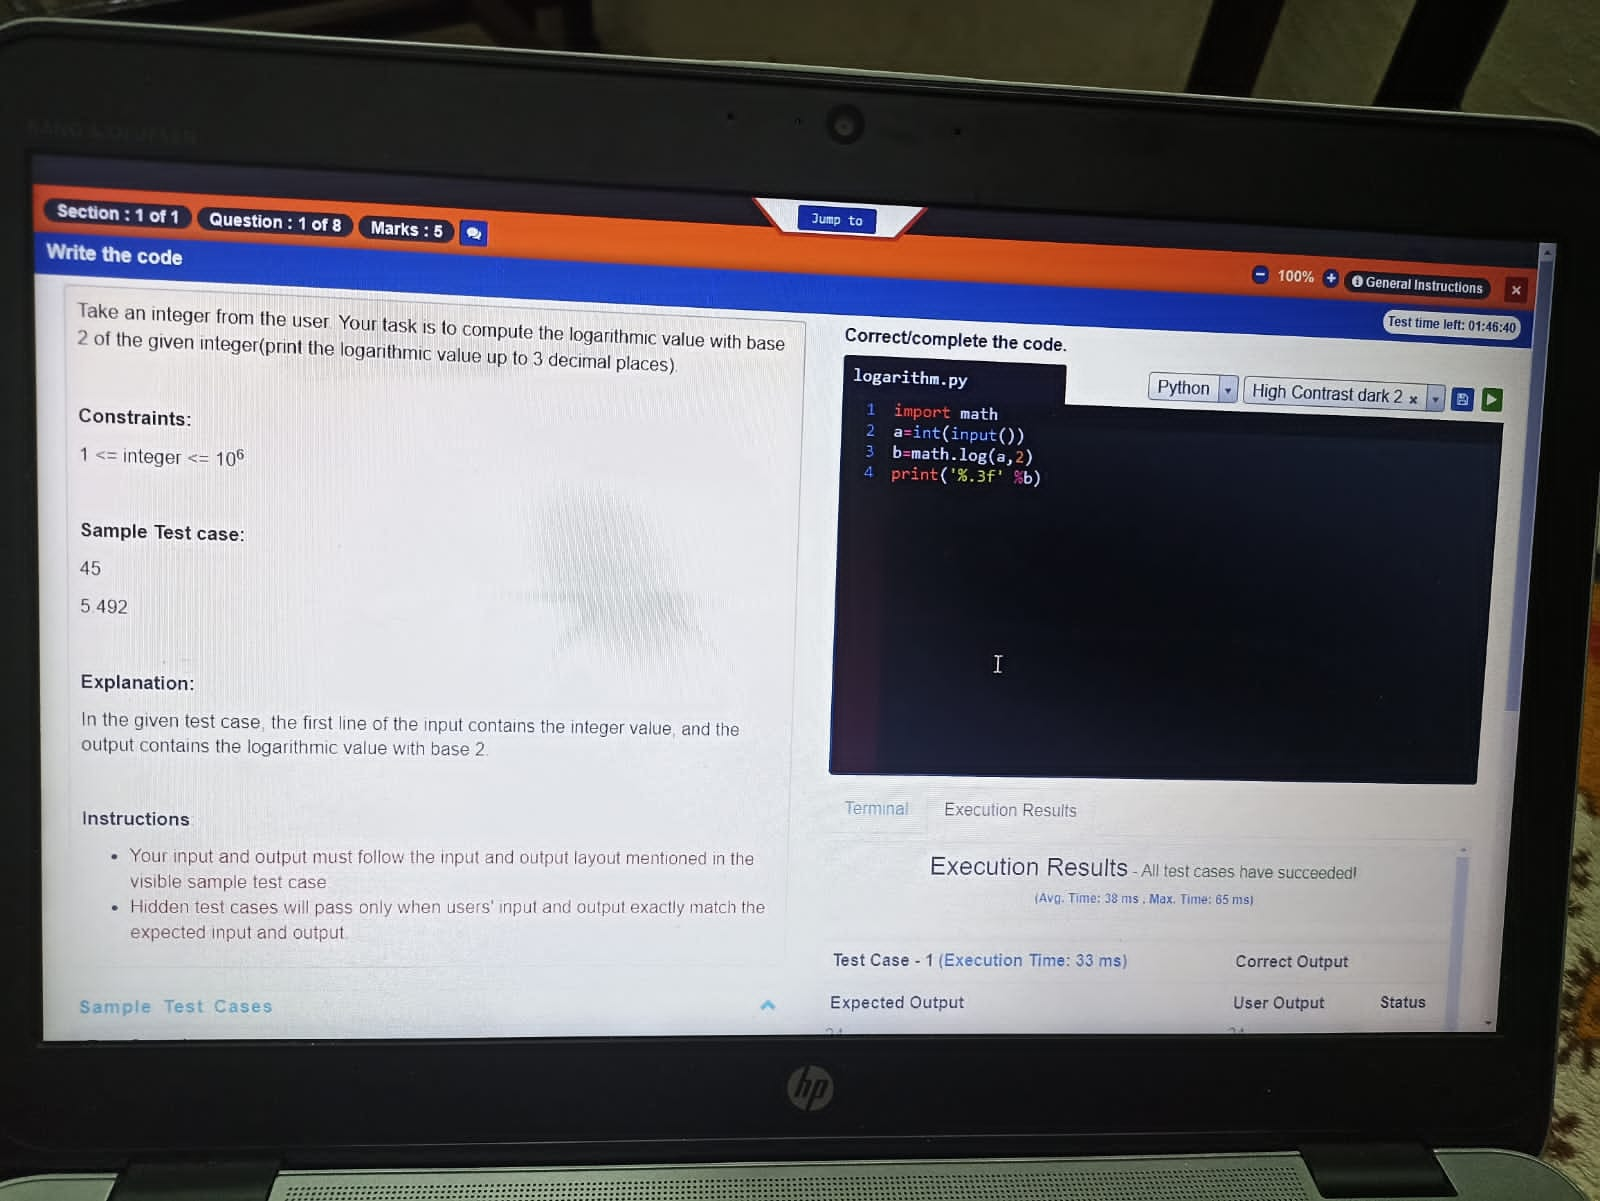 BANG & OLUFSEN
Section : 1 of 1 Question : 1 of 8 Marks : 5
Jump to
Write the code
100% General Instructions
Test time left: 01:46:40
Take an integer from the user. Your task is to compute the logarithmic value with base
2 of the given integer(print the logarithmic value up to 3 decimal places).
Constraints:
1 <= integer <= 10⁶
Sample Test case:
45
5.492
Explanation:
In the given test case, the first line of the input contains the integer value, and the
output contains the logarithmic value with base 2.
Instructions
• Your input and output must follow the input and output layout mentioned in the
visible sample test case.
• Hidden test cases will pass only when users' input and output exactly match the
expected input and output.
Sample Test Cases
Correct/complete the code.
logarithm.py
Python High Contrast dark 2 ×
1 import math
2 a=int(input())
3 b=math.log(a,2)
4 print('%.3f' %b)
Terminal Execution Results
Execution Results - All test cases have succeeded!
(Avg. Time: 38 ms , Max. Time: 65 ms)
Test Case - 1 (Execution Time: 33 ms) Correct Output
Expected Output User Output Status
hp